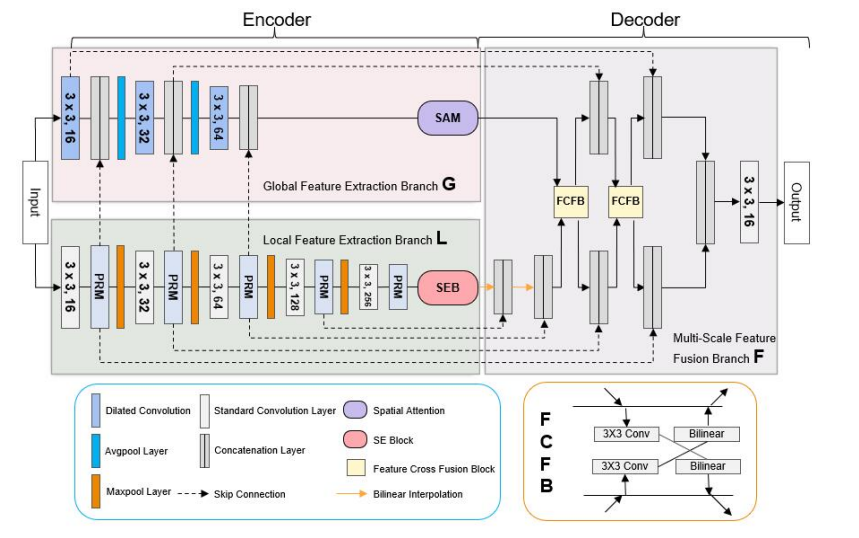 Encoder
Decoder
3 x 3, 16
3 x 3, 32
3 x 3, 64
SAM
Global Feature Extraction Branch G
Input
FCFB
FCFB
3 x 3, 16
Output
Local Feature Extraction Branch L
3 x 3, 16
PRM
3 x 3, 32
PRM
3 x 3, 64
PRM
3 x 3, 128
PRM
3 x 3, 256
PRM
SEB
Multi-Scale Feature
Fusion Branch F
Dilated Convolution
Standard Convolution Layer
Spatial Attention
SE Block
Avgpool Layer
Concatenation Layer
Feature Cross Fusion Block
Maxpool Layer
Skip Connection
Bilinear Interpolation
F
C
F
B
3X3 Conv
Bilinear
3X3 Conv
Bilinear